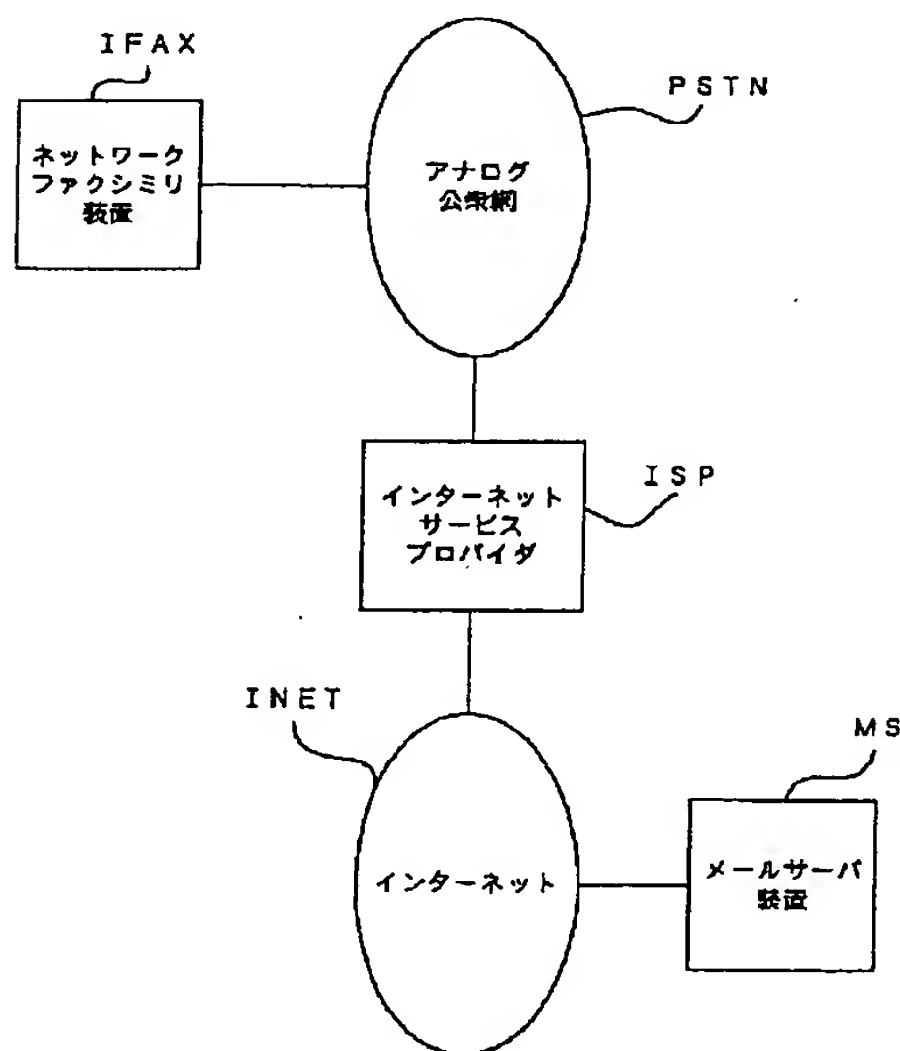 IFAX
PSTN
ネットワーク
ファクシミリ
装置
アナログ
公衆網
インターネット
サービス
プロバイダ
ISP
INET
MS
インターネット
メールサーバ
装置